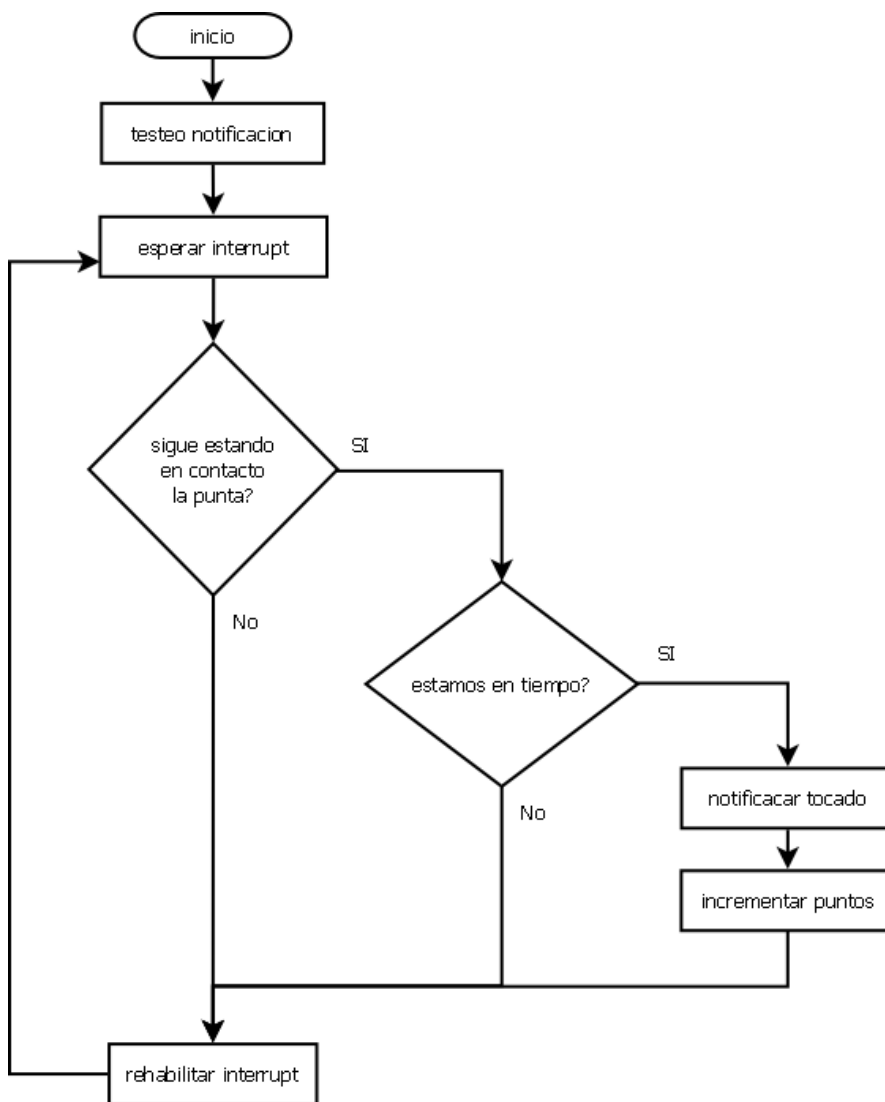 inicio
testeo notificacion
esperar interrupt
sigue estando
en contacto
la punta?
SI
No
estamos en tiempo?
SI
No
notificacar tocado
incrementar puntos
rehabilitar interrupt